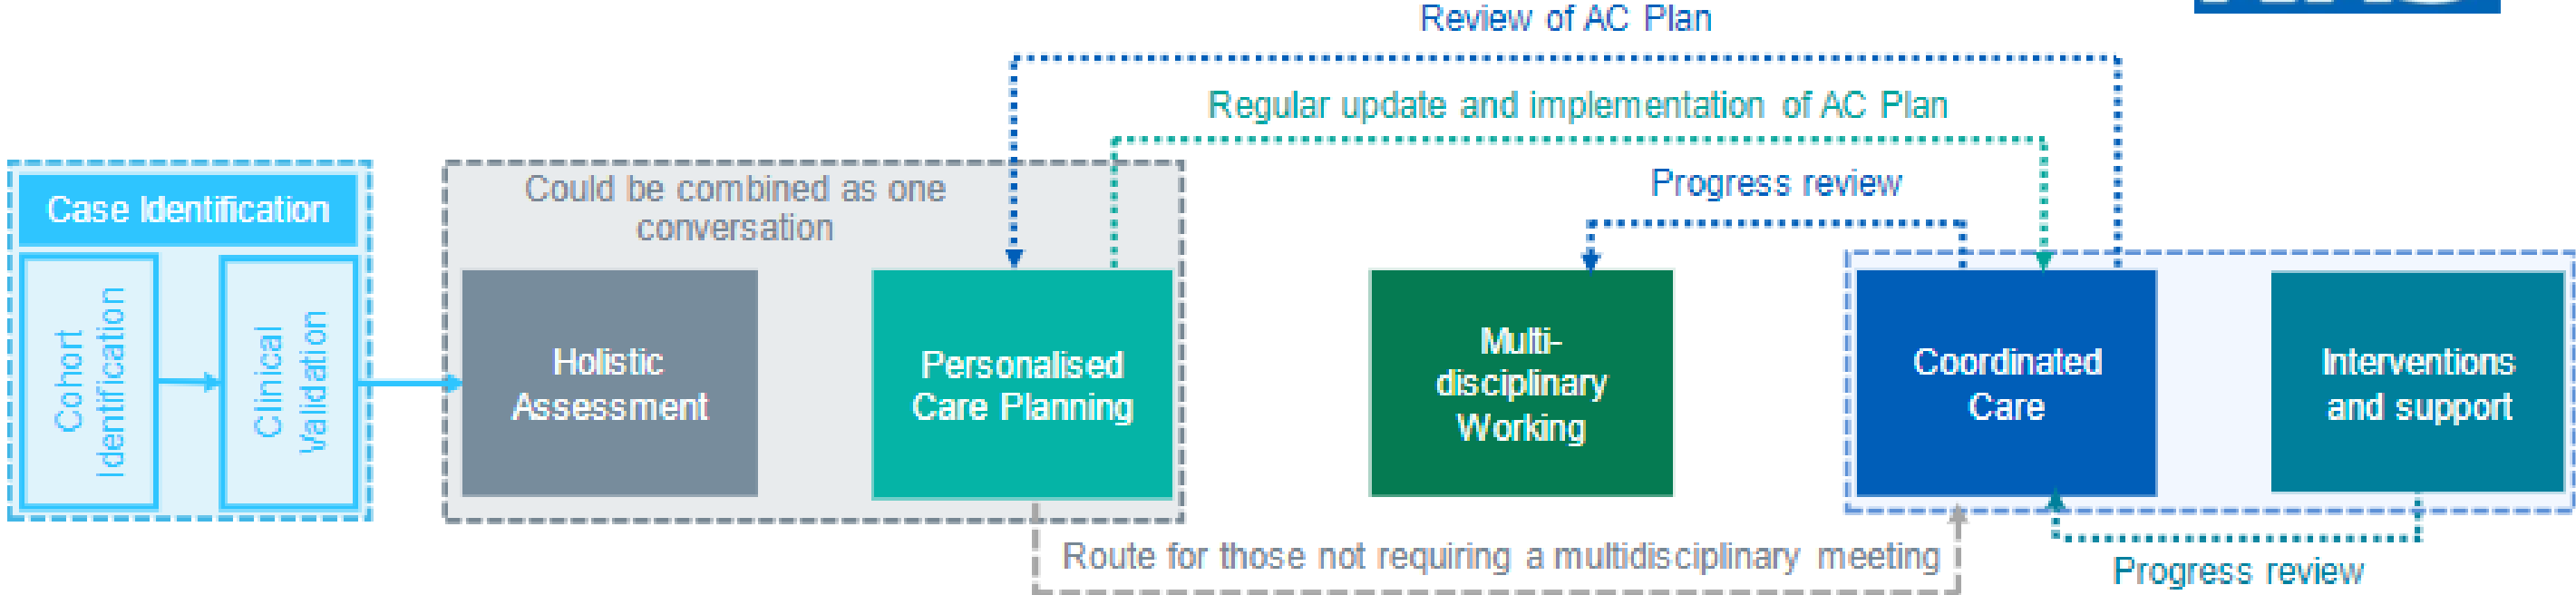 Review of AC Plan
Regular update and implementation of AC Plan
Progress review
Case Identification
Could be combined as one
conversation
Cohort
Identification
Clinical
Validation
Holistic
Assessment
Personalised
Care Planning
Multi-
disciplinary
Working
Coordinated
Care
Interventions
and support
Route for those not requiring a multidisciplinary meeting
Progress review